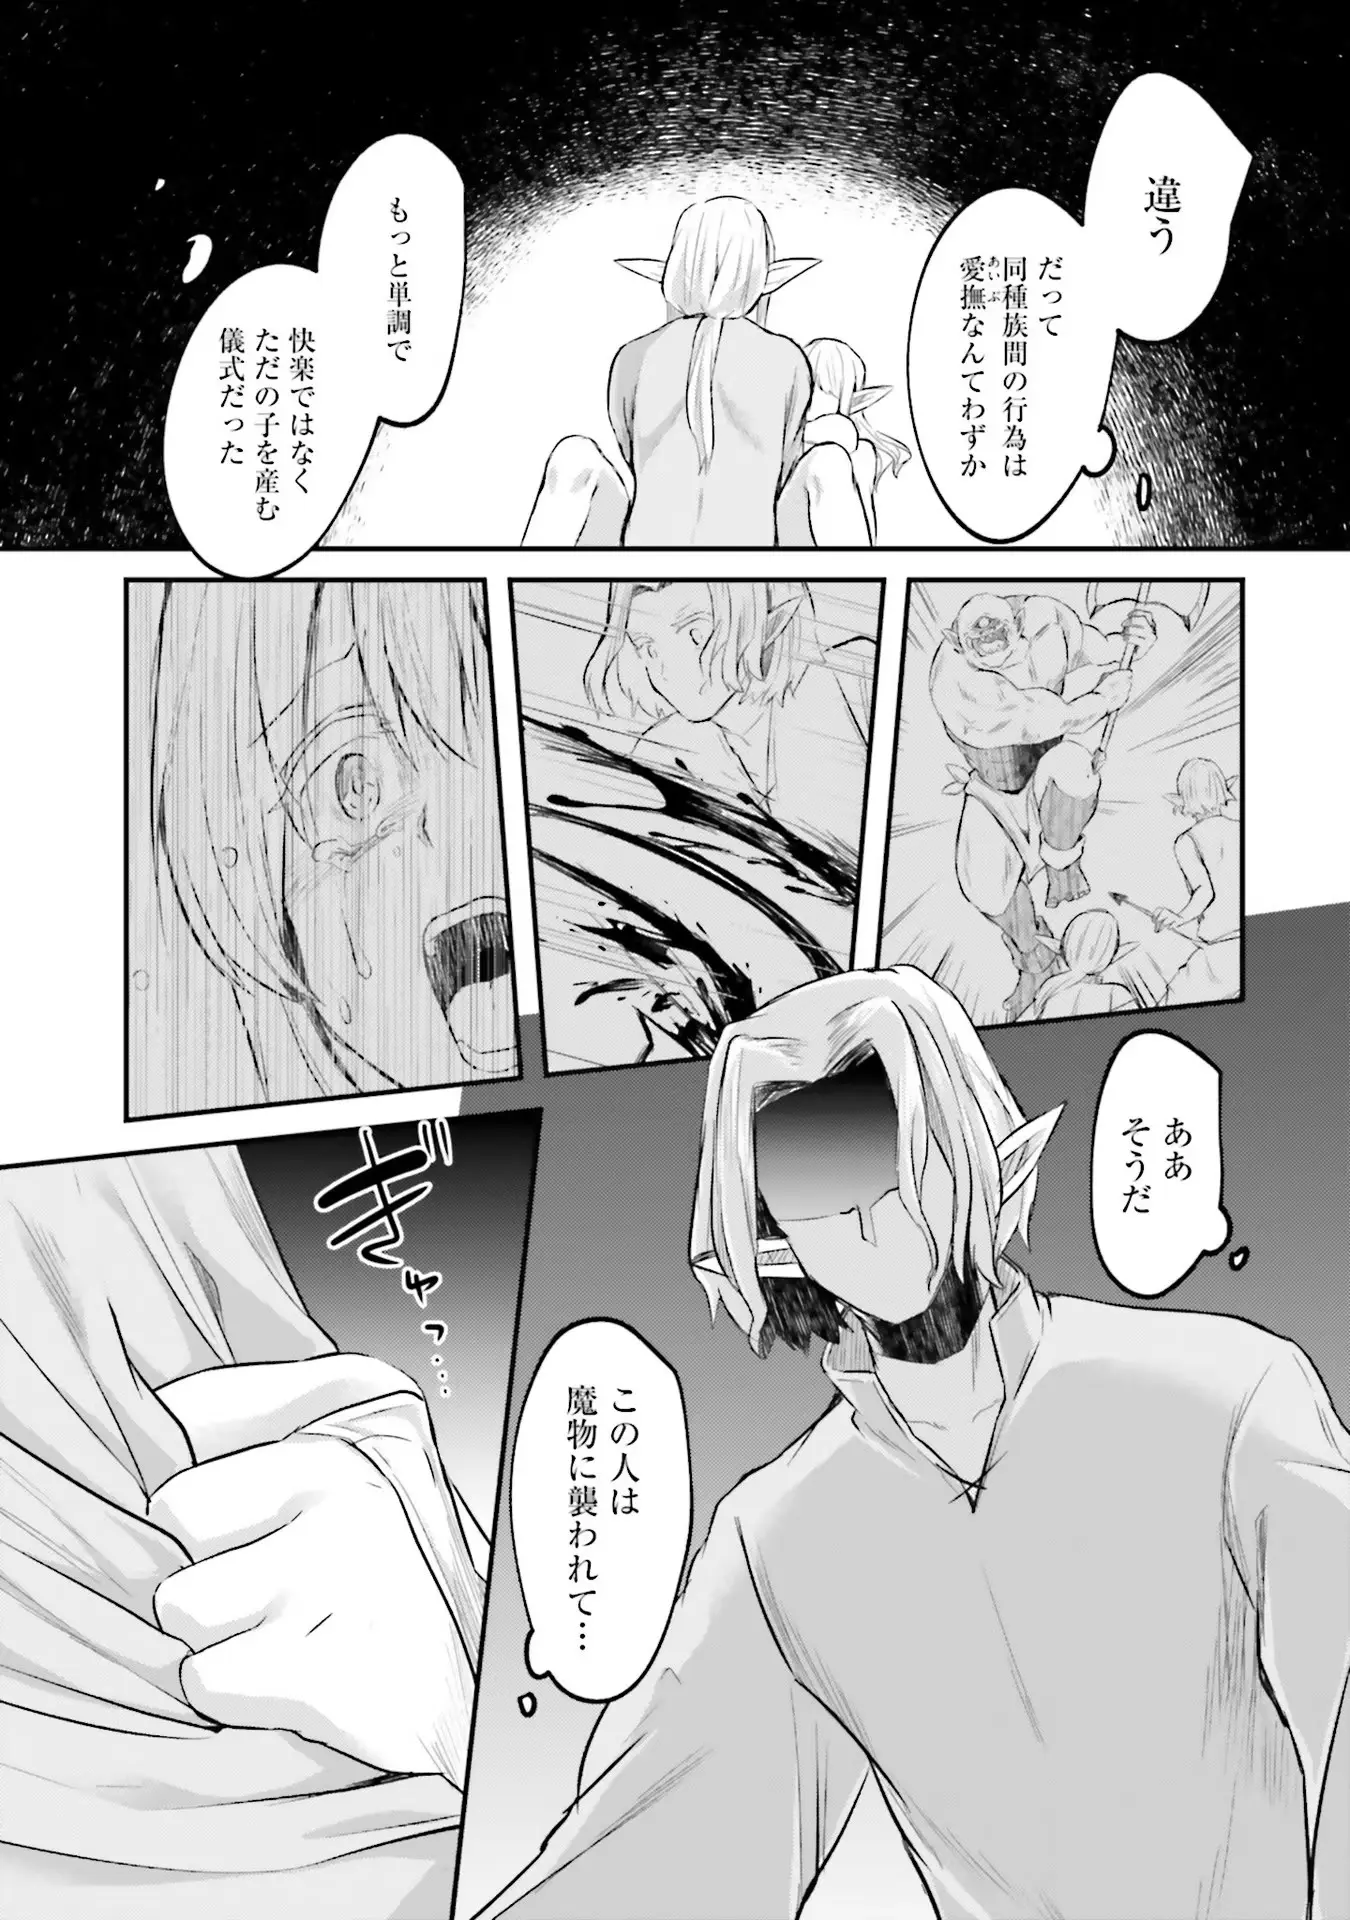 違う
だって
同種族間の行為は
愛撫なんてわずか
あいぶ
もっと単調で
快楽ではなく
ただの子を産む
儀式だった
ああ
そうだ
この人は
魔物に襲われて…
ぎゅっ…